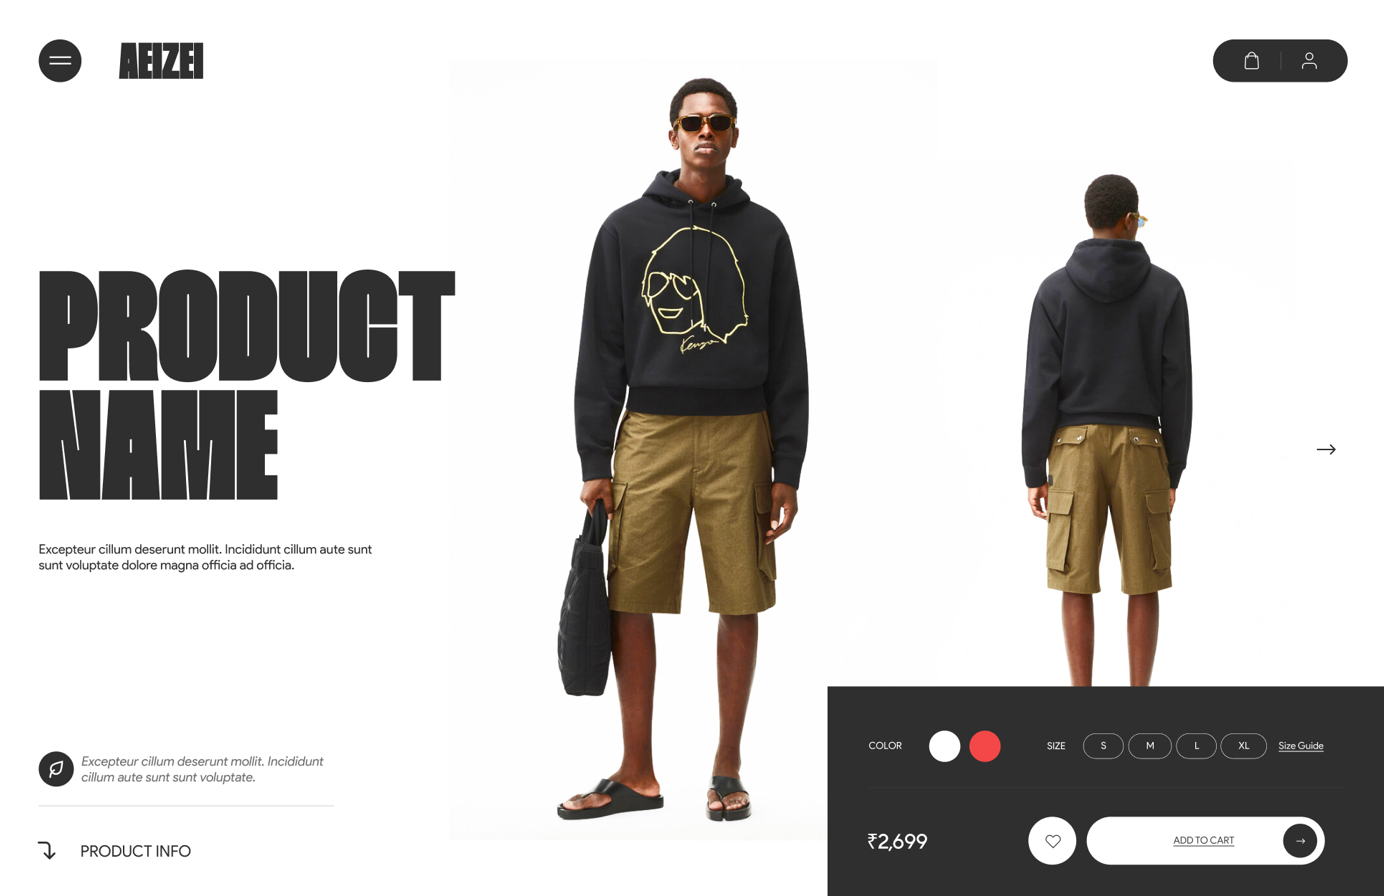 AEIZEI
PRODUCT
NAME
Excepteur cillum deserunt mollit. Incididunt cillum aute sunt
sunt voluptate dolore magna officia ad officia.
Kenzo
Excepteur cillum deserunt mollit. Incididunt
cillum aute sunt sunt voluptate.
PRODUCT INFO
COLOR
SIZE S M L XL Size Guide
₹2,699
ADD TO CART